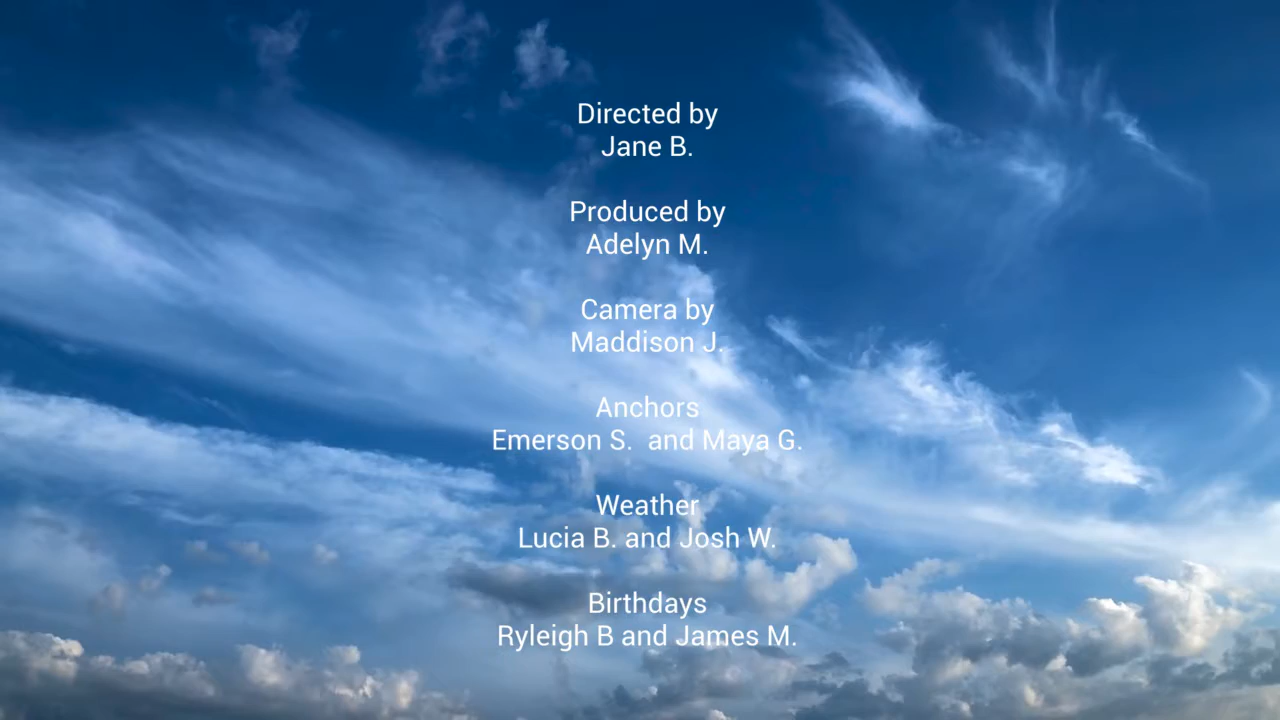 Directed by
Jane B.
Produced by
Adelyn M.
Camera by
Maddison J.
Anchors
Emerson S.  and Maya G.
Weather
Lucia B. and Josh W.
Birthdays
Ryleigh B and James M.